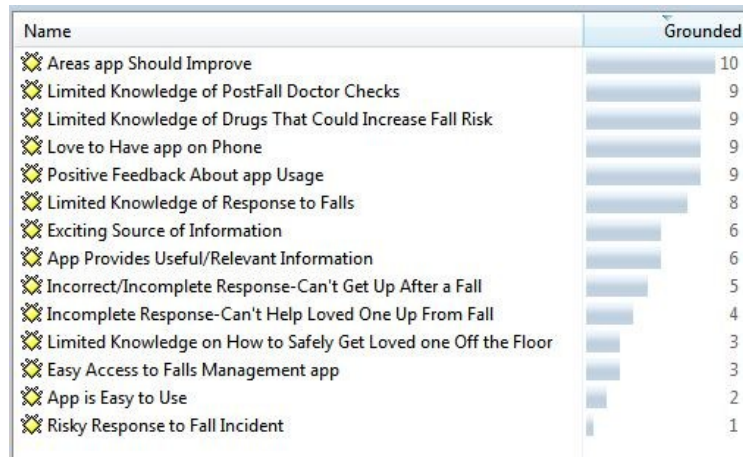 Name Grounded
Areas app Should Improve 10
Limited Knowledge of PostFall Doctor Checks 9
Limited Knowledge of Drugs That Could Increase Fall Risk 9
Love to Have app on Phone 9
Positive Feedback About app Usage 9
Limited Knowledge of Response to Falls 8
Exciting Source of Information 6
App Provides Useful/Relevant Information 6
Incorrect/Incomplete Response-Can't Get Up After a Fall 5
Incomplete Response-Can't Help Loved One Up From Fall 4
Limited Knowledge on How to Safely Get Loved one Off the Floor 3
Easy Access to Falls Management app 3
App is Easy to Use 2
Risky Response to Fall Incident 1